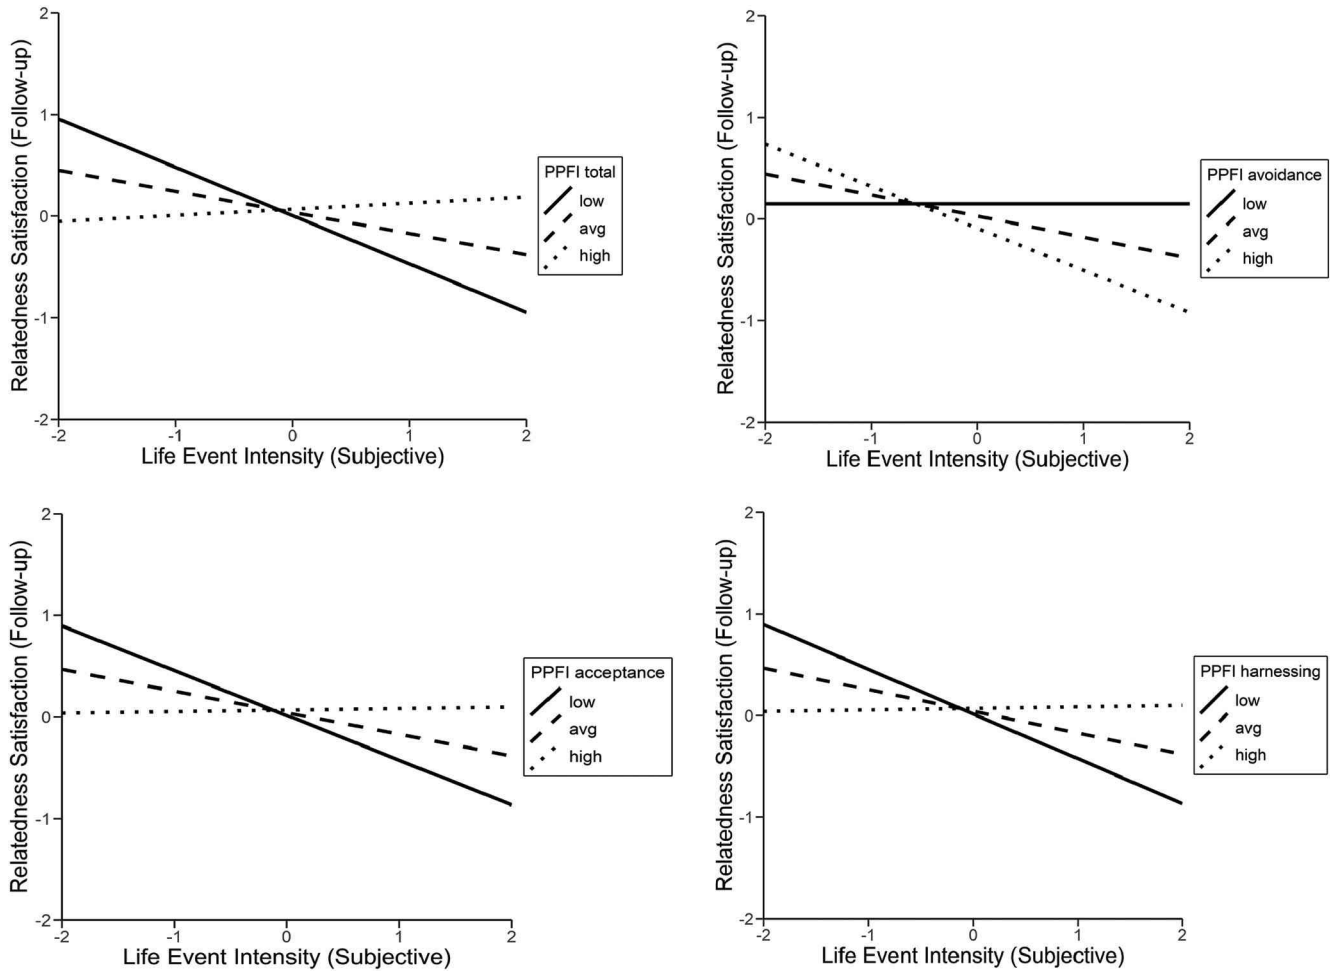 2
1
0
-1
-2
Relatedness Satisfaction (Follow-up)
-2 -1 0 1 2
Life Event Intensity (Subjective)
PPFI total
low
avg
high
2
1
0
-1
-2
Relatedness Satisfaction (Follow-up)
-2 -1 0 1 2
Life Event Intensity (Subjective)
PPFI avoidance
low
avg
high
2
1
0
-1
-2
Relatedness Satisfaction (Follow-up)
-2 -1 0 1 2
Life Event Intensity (Subjective)
PPFI acceptance
low
avg
high
2
1
0
-1
-2
Relatedness Satisfaction (Follow-up)
-2 -1 0 1 2
Life Event Intensity (Subjective)
PPFI harnessing
low
avg
high